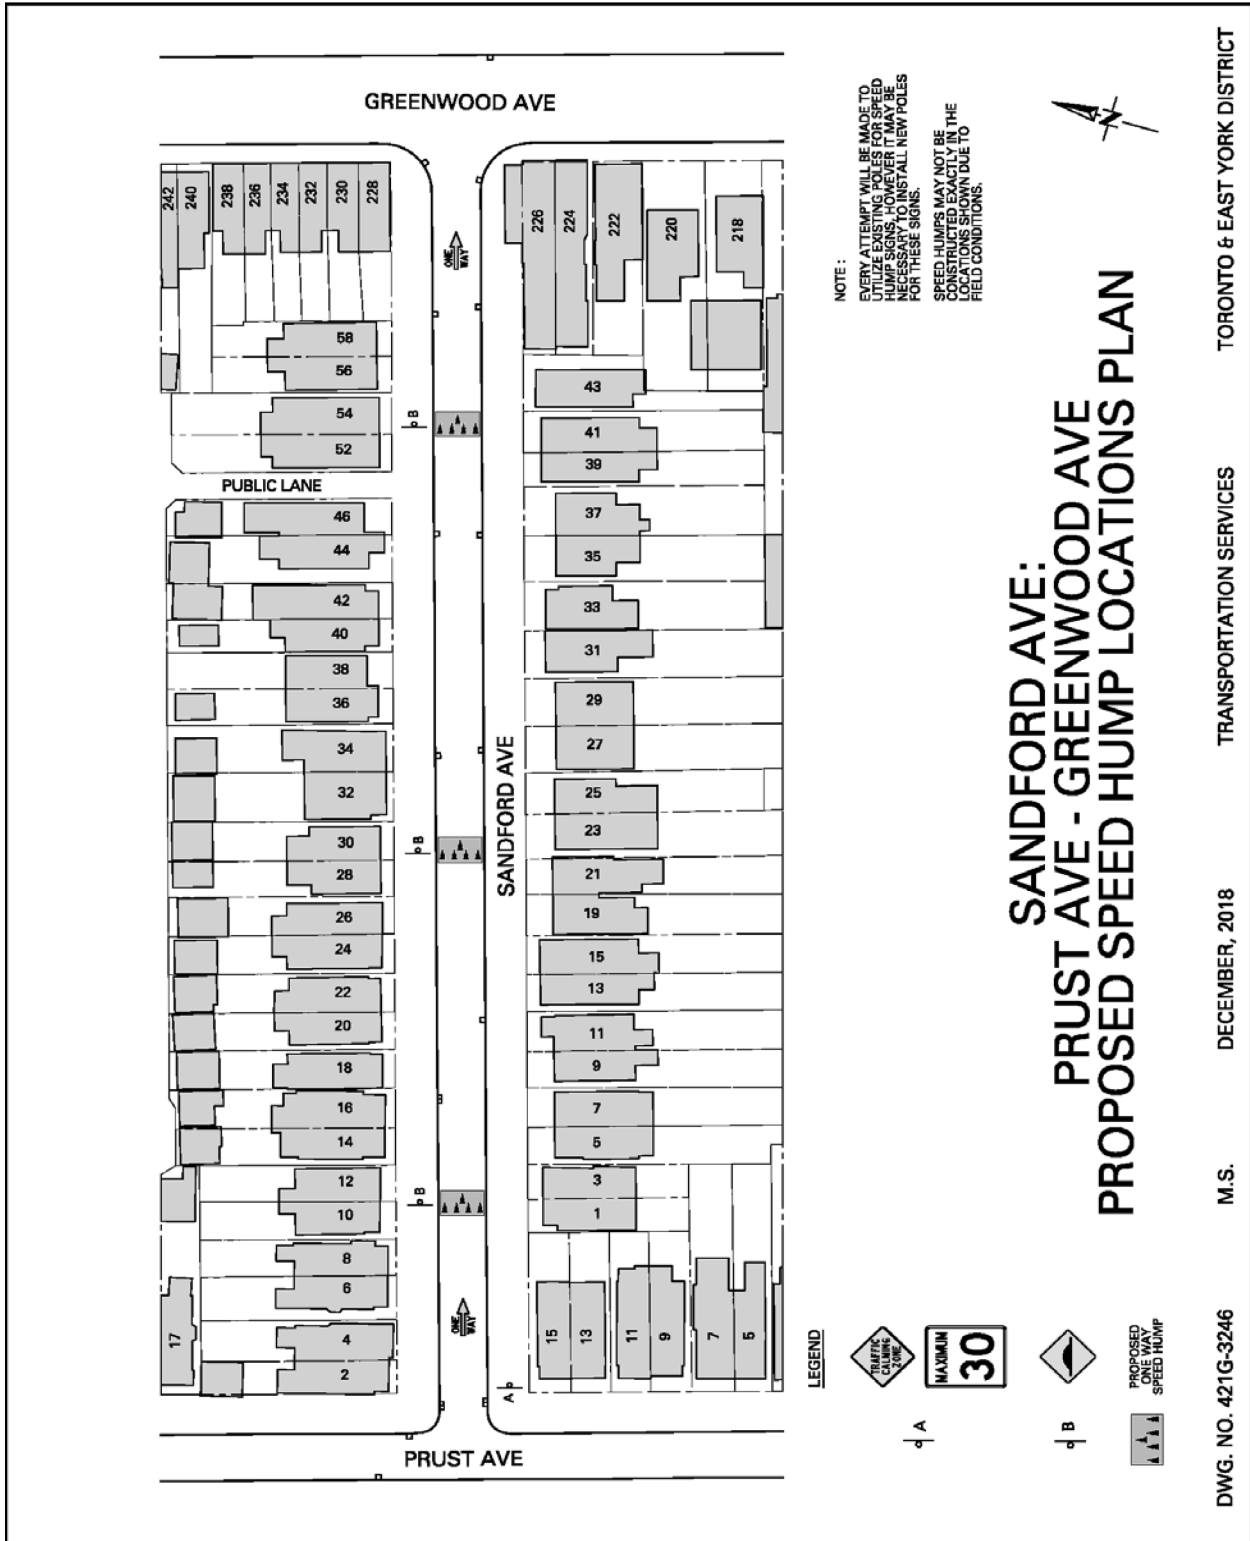 GREENWOOD AVE
242
240
238
236
234
232
230
228
ONE
WAY
226
224
222
220
218
58
56
54
52
B
PUBLIC LANE
46
44
42
40
38
36
34
32
30
28
26
24
22
20
18
16
14
12
10
8
6
4
2
17
B
B
SANDFORD AVE
43
41
39
37
35
33
31
29
27
25
23
21
19
15
13
11
9
7
5
3
1
15
13
11
9
7
5
ONE
WAY
A
PRUST AVE
NOTE :
EVERY ATTEMPT WILL BE MADE TO
UTILIZE EXISTING POLES FOR SPEED
HUMP SIGNS, HOWEVER IT MAY BE
NECESSARY TO INSTALL NEW POLES
FOR THESE SIGNS.
SPEED HUMPS MAY NOT BE
CONSTRUCTED EXACTLY IN THE
LOCATIONS SHOWN DUE TO
FIELD CONDITIONS.
N
LEGEND
A
TRAFFIC
CALMING
ZONE
MAXIMUM
30
B
PROPOSED
ONE WAY
SPEED HUMP
SANDFORD AVE:
PRUST AVE - GREENWOOD AVE
PROPOSED SPEED HUMP LOCATIONS PLAN
DWG. NO. 421G-3246
M.S.
DECEMBER, 2018
TRANSPORTATION SERVICES
TORONTO & EAST YORK DISTRICT